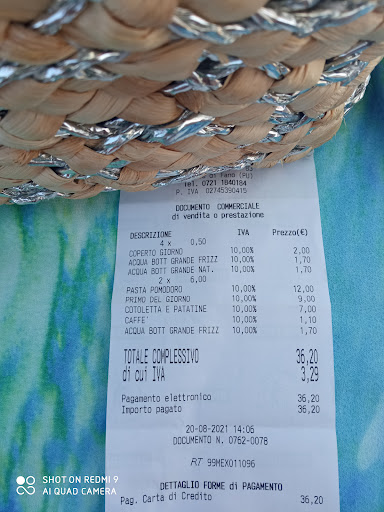 di Fano (PU)
Tel. 0721 1840184
P. IVA 02745390415
DOCUMENTO COMMERCIALE
di vendita o prestazione
DESCRIZIONE IVA Prezzo(€)
4 x 0,50
COPERTO GIORNO 10,00% 2,00
ACQUA BOTT GRANDE FRIZZ 10,00% 1,70
ACQUA BOTT GRANDE NAT. 10,00% 1,70
2 x 6,00
PASTA POMODORO 10,00% 12,00
PRIMO DEL GIORNO 10,00% 9,00
COTOLETTA E PATATINE 10,00% 7,00
CAFFE' 10,00% 1,10
ACQUA BOTT GRANDE FRIZZ 10,00% 1,70
TOTALE COMPLESSIVO 36,20
di cui IVA 3,29
Pagamento elettronico 36,20
Importo pagato 36,20
20-08-2021 14:06
DOCUMENTO N. 0762-0078
RT 99MEX011096
DETTAGLIO FORME di PAGAMENTO
Pag. Carta di Credito 36,20
SHOT ON REDMI 9
AI QUAD CAMERA